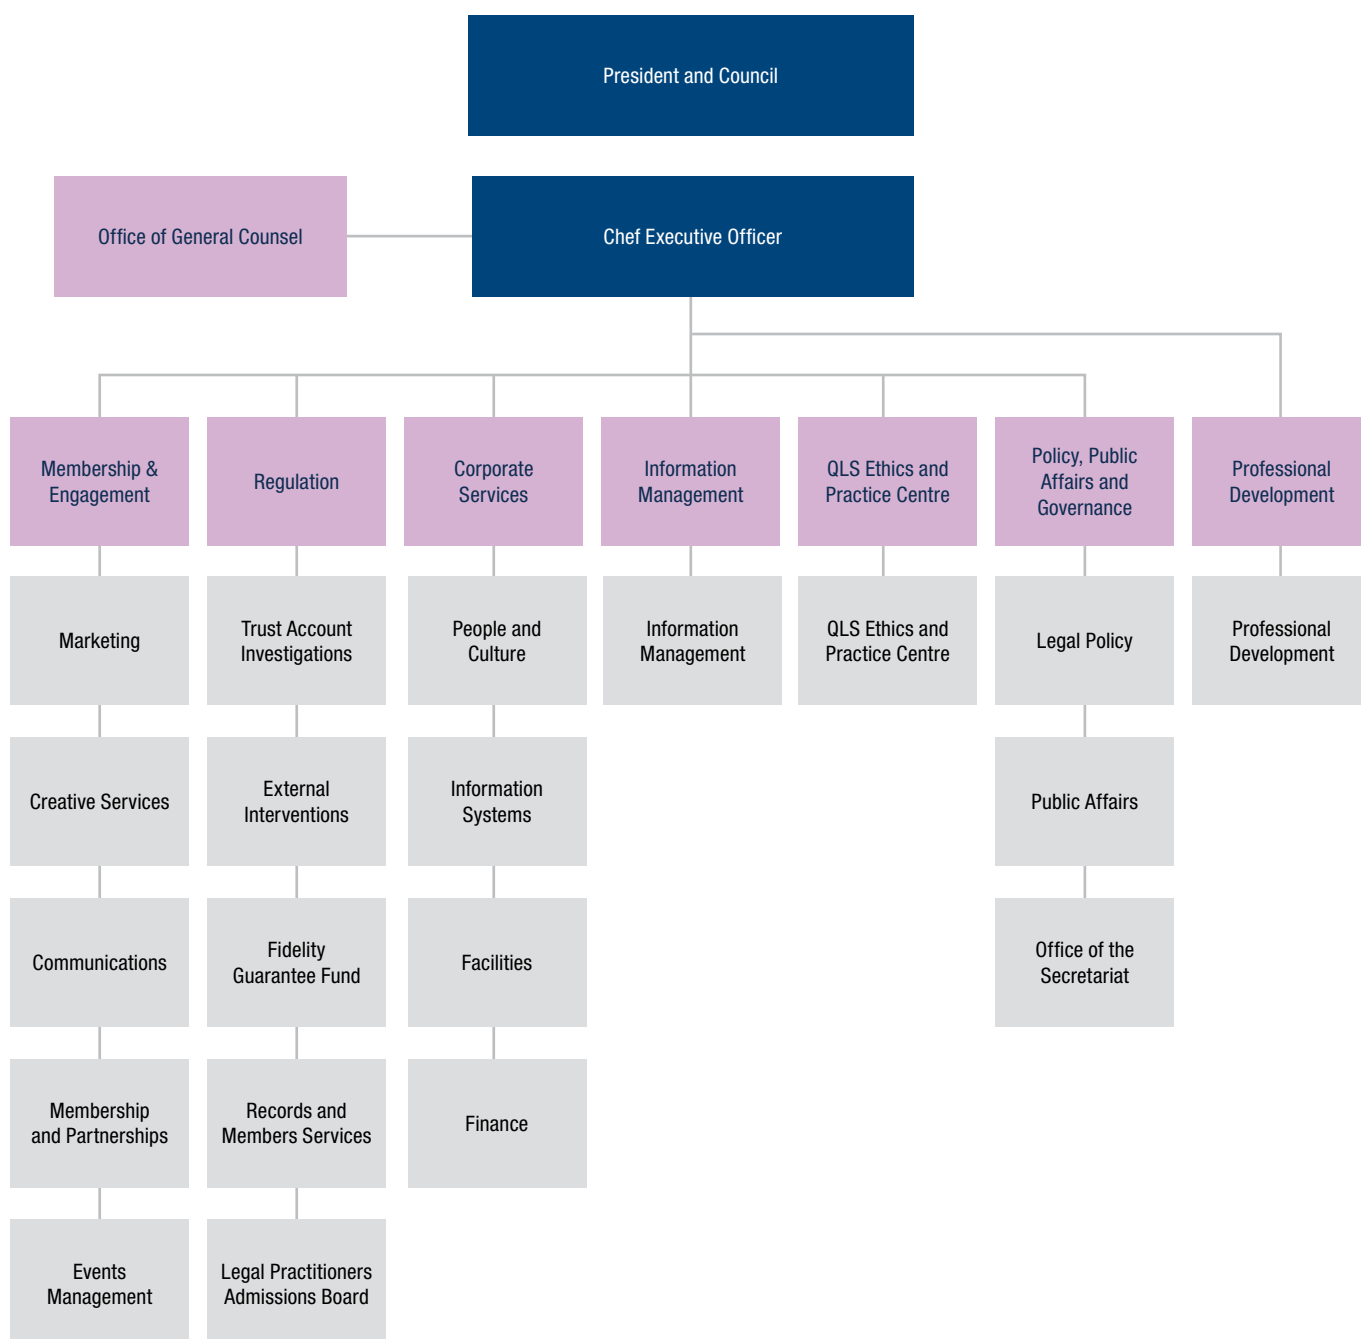 President and Council
Office of General Counsel
Chef Executive Officer
Membership &
Engagement
Regulation
Corporate
Services
Information
Management
QLS Ethics and
Practice Centre
Policy, Public
Affairs and
Governance
Professional
Development
Marketing
Trust Account
Investigations
People and
Culture
Information
Management
QLS Ethics and
Practice Centre
Legal Policy
Professional
Development
Creative Services
External
Interventions
Information
Systems
Public Affairs
Communications
Fidelity
Guarantee Fund
Facilities
Office of the
Secretariat
Membership
and Partnerships
Records and
Members Services
Finance
Events
Management
Legal Practitioners
Admissions Board